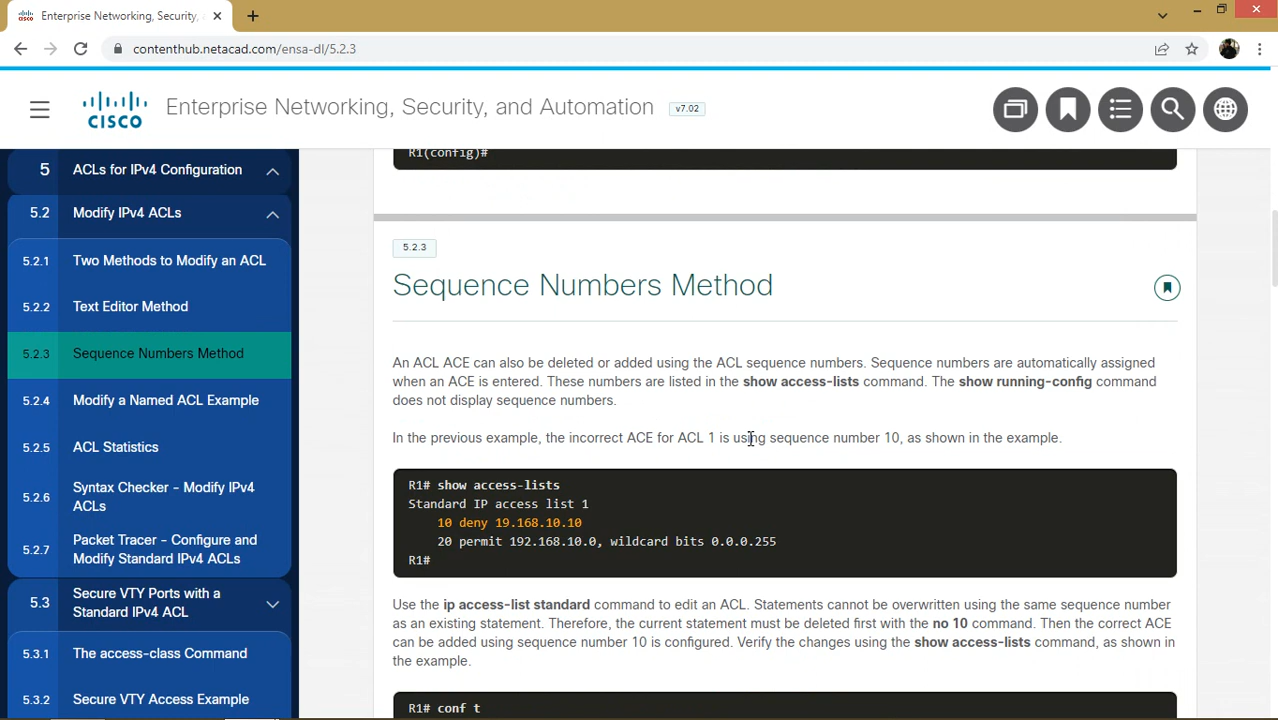 Enterprise Networking, Security,
contenthub.netacad.com/ensa-dl/5.2.3
CISCO
Enterprise Networking, Security, and Automation
v7.02
5 ACLs for IPv4 Configuration
5.2 Modify IPv4 ACLs
5.2.1 Two Methods to Modify an ACL
5.2.2 Text Editor Method
5.2.3 Sequence Numbers Method
5.2.4 Modify a Named ACL Example
5.2.5 ACL Statistics
5.2.6 Syntax Checker - Modify IPv4
ACLs
5.2.7 Packet Tracer - Configure and
Modify Standard IPv4 ACLs
5.3 Secure VTY Ports with a
Standard IPv4 ACL
5.3.1 The access-class Command
5.3.2 Secure VTY Access Example
R1(config)#
5.2.3
Sequence Numbers Method
An ACL ACE can also be deleted or added using the ACL sequence numbers. Sequence numbers are automatically assigned
when an ACE is entered. These numbers are listed in the show access-lists command. The show running-config command
does not display sequence numbers.
In the previous example, the incorrect ACE for ACL 1 is using sequence number 10, as shown in the example.
R1# show access-lists
Standard IP access list 1
10 deny 19.168.10.10
20 permit 192.168.10.0, wildcard bits 0.0.0.255
R1#
Use the ip access-list standard command to edit an ACL. Statements cannot be overwritten using the same sequence number
as an existing statement. Therefore, the current statement must be deleted first with the no 10 command. Then the correct ACE
can be added using sequence number 10 is configured. Verify the changes using the show access-lists command, as shown in
the example.
R1# conf t